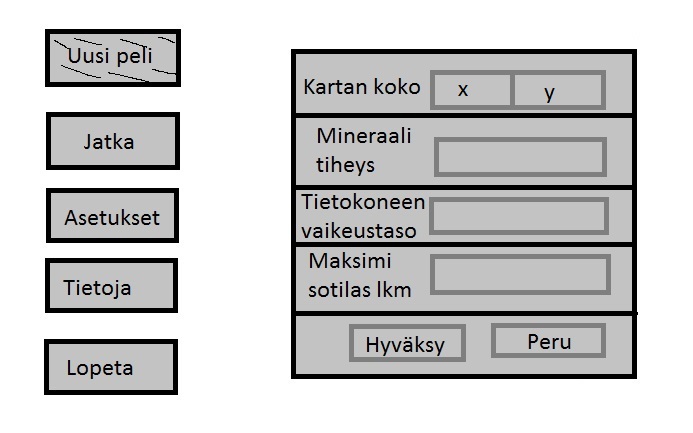 Uusi peli
Jatka
Asetukset
Tietoja
Lopeta
Kartan koko x y
Mineraali
tiheys
Tietokoneen
vaikeustaso
Maksimi
sotilas lkm
Hyväksy Peru